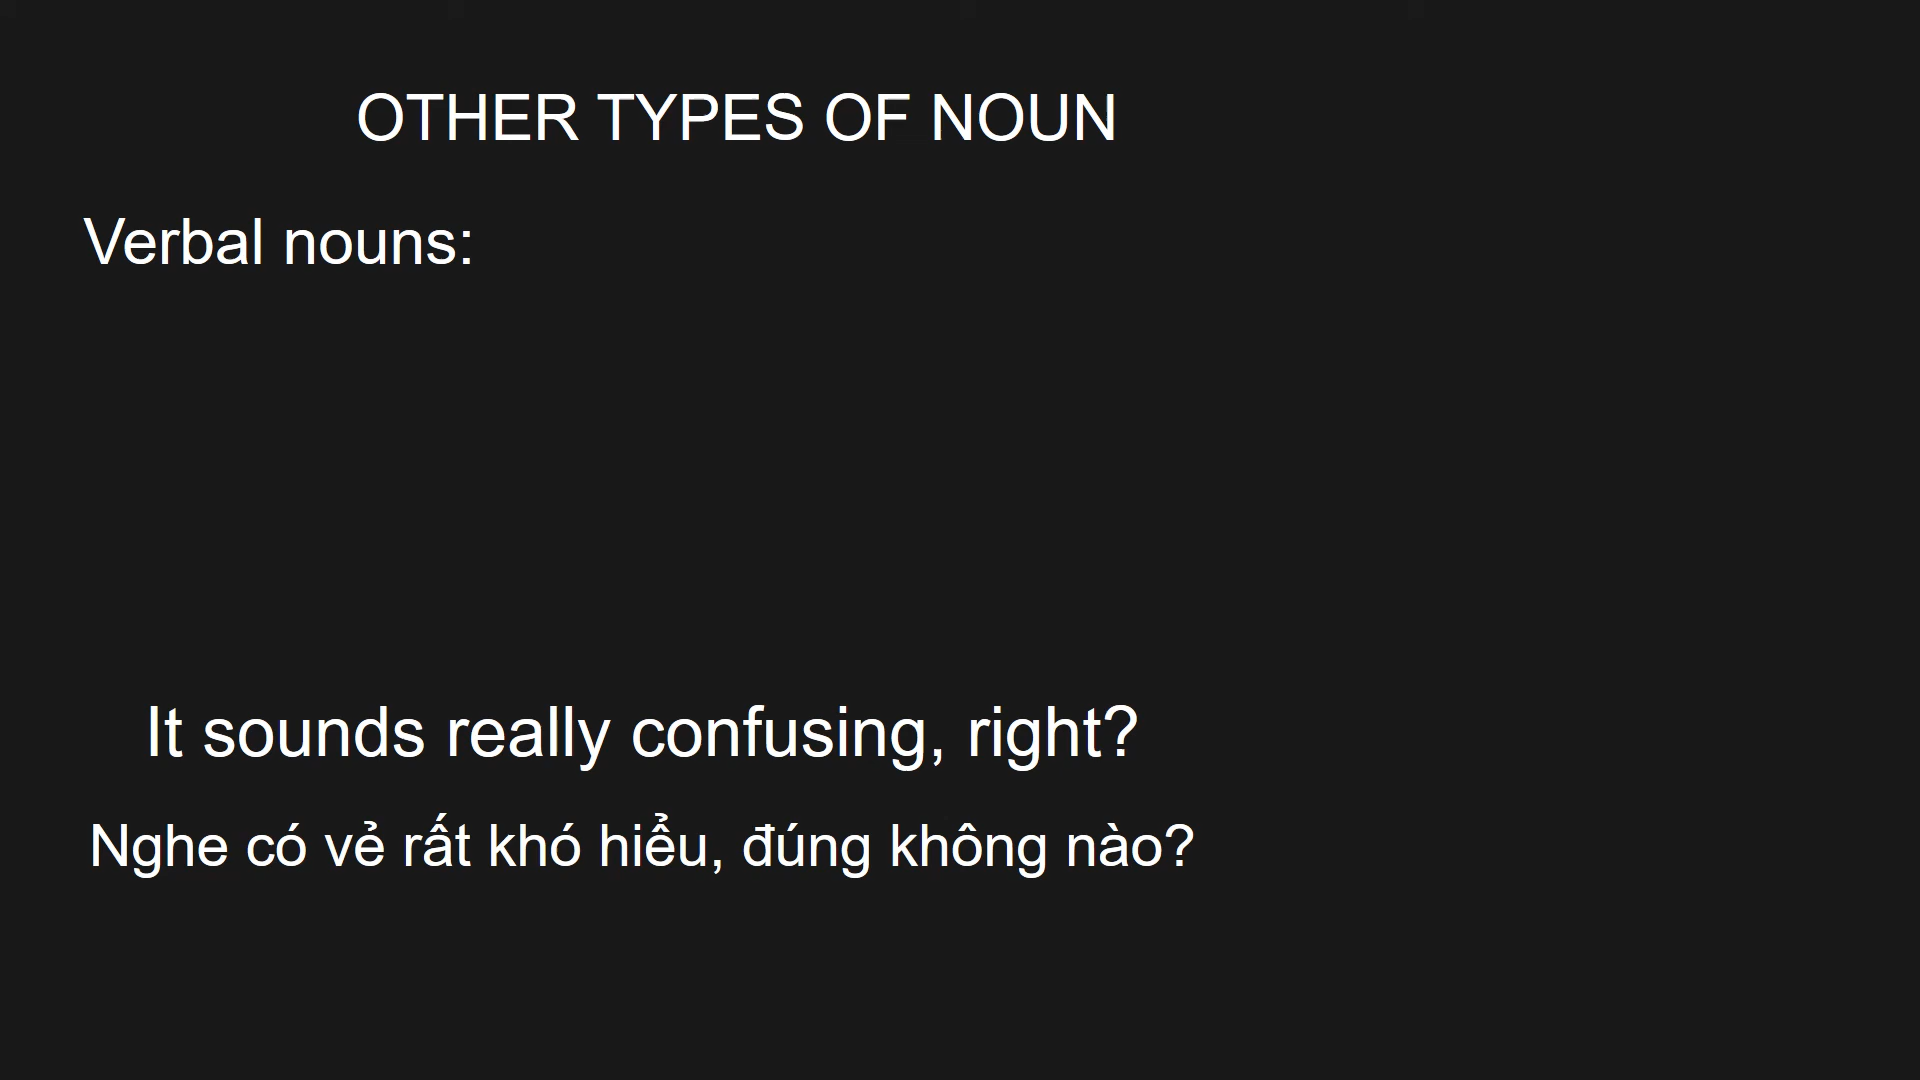 OTHER TYPES OF NOUN
Verbal nouns:
It sounds really confusing, right?
Nghe có vẻ rất khó hiểu, đúng không nào?